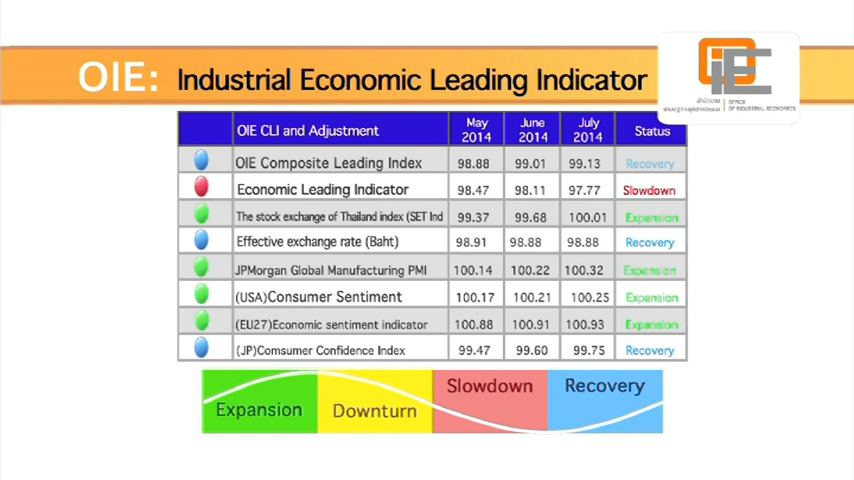 OIE: Industrial Economic Leading Indicator
OFFICE
OF INDUSTRIAL ECONOMICS
OIE CLI and Adjustment May 2014 June 2014 July 2014 Status
OIE Composite Leading Index 98.88 99.01 99.13 Recovery
Economic Leading Indicator 98.47 98.11 97.77 Slowdown
The stock exchange of Thailand index (SET Ind 99.37 99.68 100.01 Expansion
Effective exchange rate (Baht) 98.91 98.88 98.88 Recovery
JPMorgan Global Manufacturing PMI 100.14 100.22 100.32 Expansion
(USA)Consumer Sentiment 100.17 100.21 100.25 Expansion
(EU27)Economic sentiment indicator 100.88 100.91 100.93 Expansion
(JP)Comsumer Confidence Index 99.47 99.60 99.75 Recovery
Expansion Downturn Slowdown Recovery